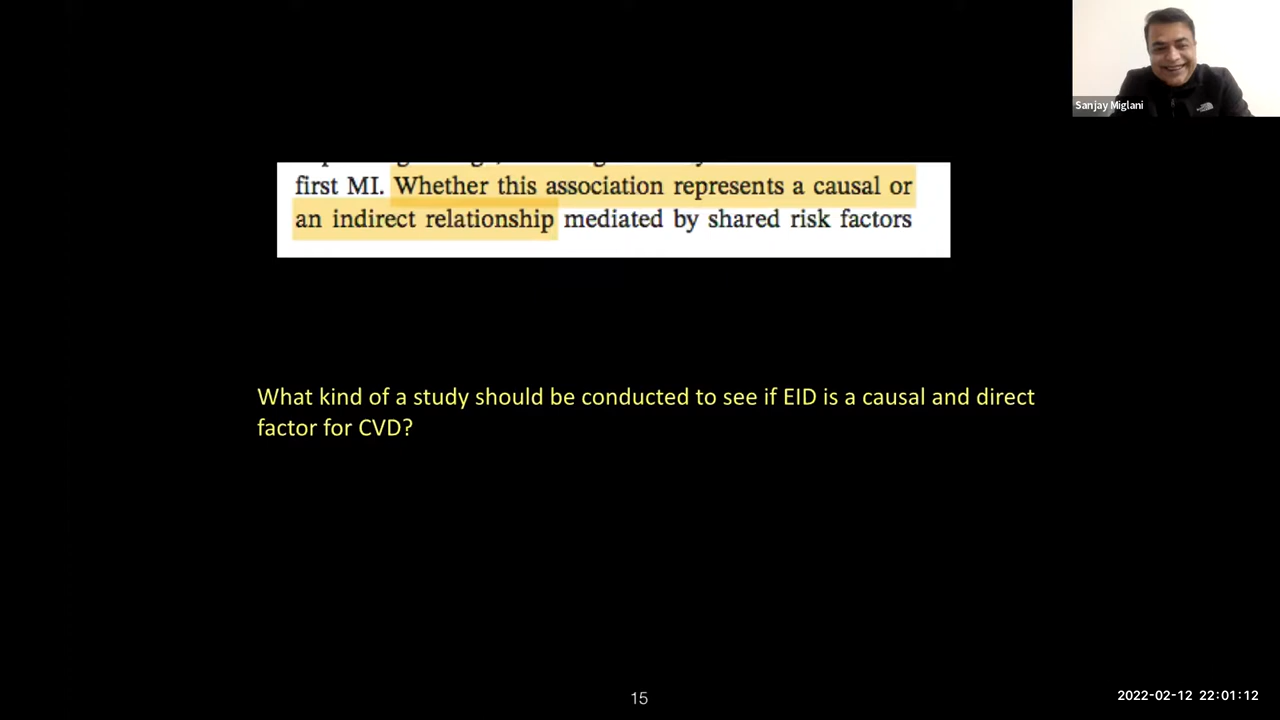 Sanjay Miglani
first MI. Whether this association represents a causal or
an indirect relationship mediated by shared risk factors
What kind of a study should be conducted to see if EID is a causal and direct
factor for CVD?
15
2022-02-12 22:01:12